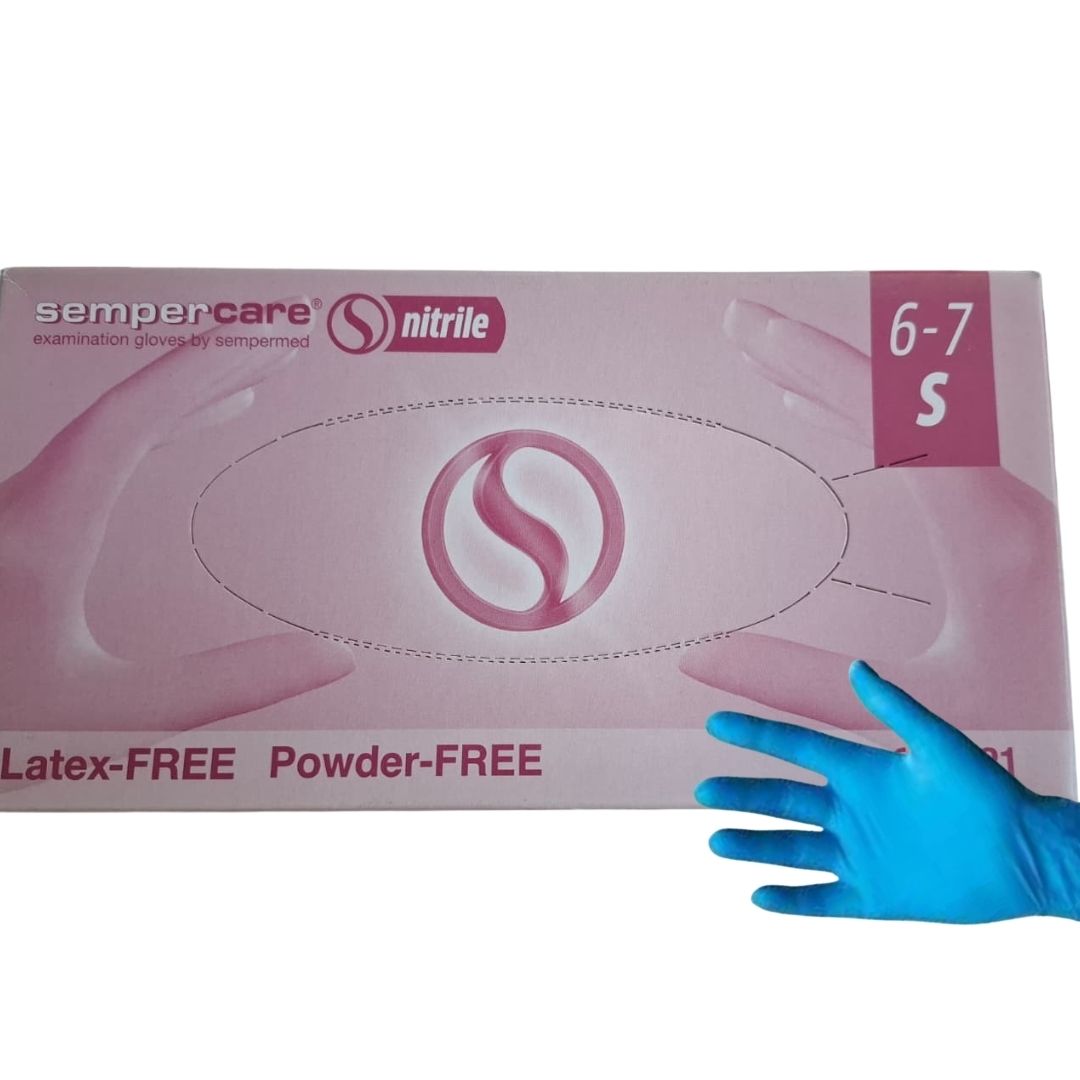 sempercare® nitrile
examination gloves by sempermed
6-7
S
Latex-FREE Powder-FREE